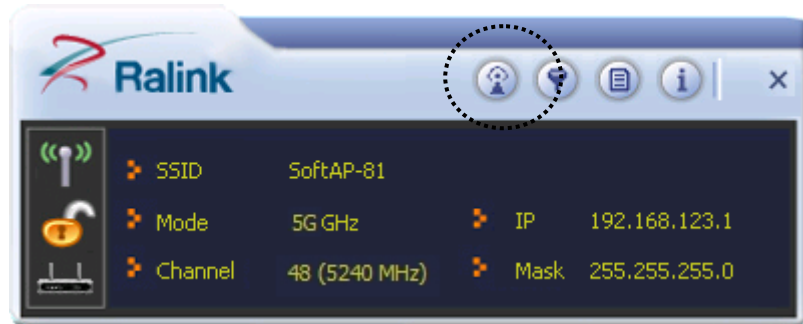 Ralink
SSID SoftAP-81
Mode 5G GHz IP 192.168.123.1
Channel 48 (5240 MHz) Mask 255.255.255.0